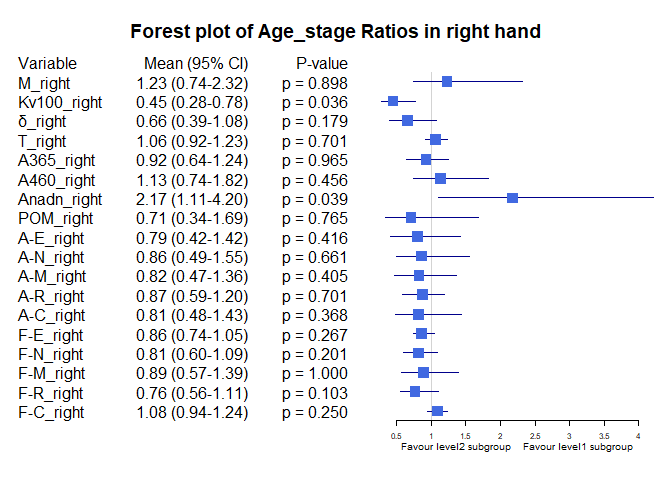 Forest plot of Age_stage Ratios in right hand
Variable Mean (95% CI) P-value
M_right 1.23 (0.74-2.32) p = 0.898
Kv100_right 0.45 (0.28-0.78) p = 0.036
δ_right 0.66 (0.39-1.08) p = 0.179
T_right 1.06 (0.92-1.23) p = 0.701
A365_right 0.92 (0.64-1.24) p = 0.965
A460_right 1.13 (0.74-1.82) p = 0.456
Anadn_right 2.17 (1.11-4.20) p = 0.039
POM_right 0.71 (0.34-1.69) p = 0.765
A-E_right 0.79 (0.42-1.42) p = 0.416
A-N_right 0.86 (0.49-1.55) p = 0.661
A-M_right 0.82 (0.47-1.36) p = 0.405
A-R_right 0.87 (0.59-1.20) p = 0.701
A-C_right 0.81 (0.48-1.43) p = 0.368
F-E_right 0.86 (0.74-1.05) p = 0.267
F-N_right 0.81 (0.60-1.09) p = 0.201
F-M_right 0.89 (0.57-1.39) p = 1.000
F-R_right 0.76 (0.56-1.11) p = 0.103
F-C_right 1.08 (0.94-1.24) p = 0.250
0.5 1 1.5 2 2.5 3 3.5 4
Favour level2 subgroup Favour level1 subgroup